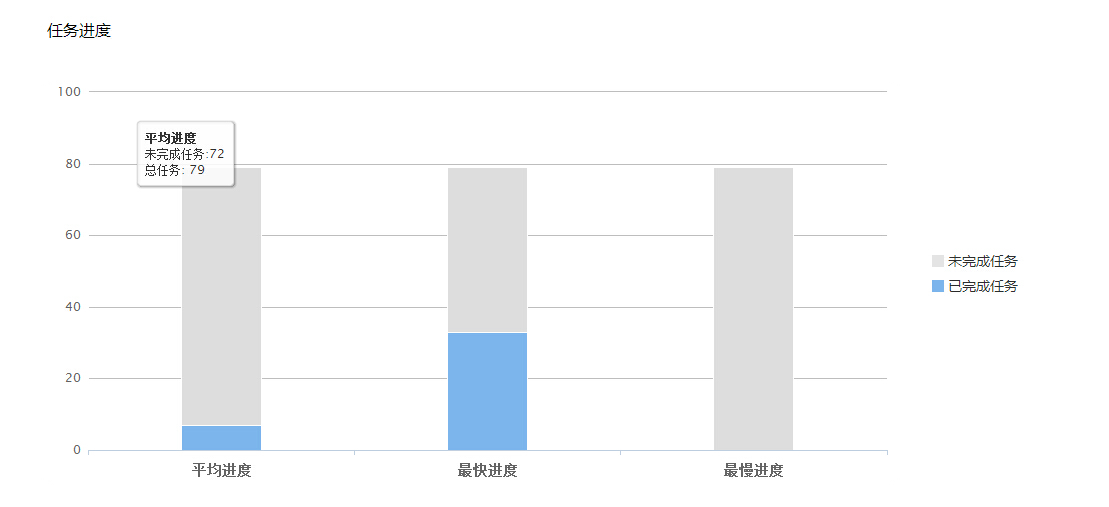 任务进度
100
80
60
40
20
0
平均进度
未完成任务:72
总任务: 79
平均进度
最快进度
最慢进度
未完成任务
已完成任务